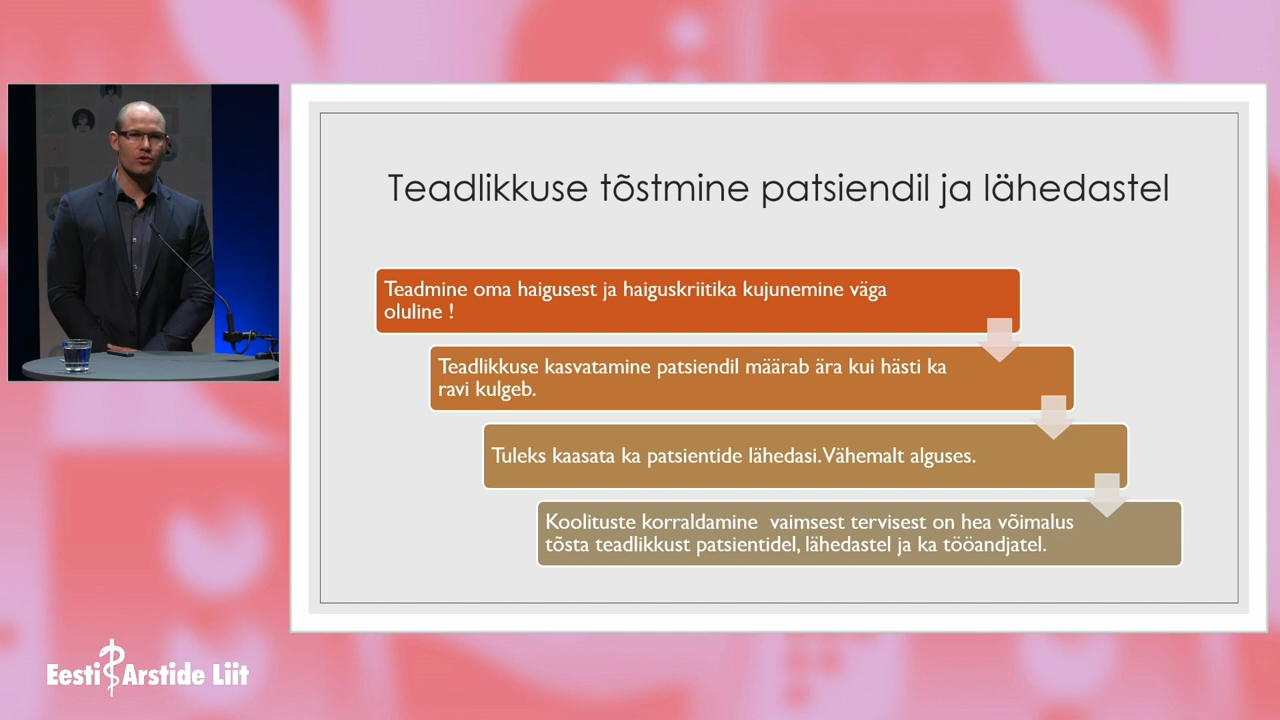 Teadlikkuse tõstmine patsiendil ja lähedastel
Teadmine oma haigusest ja haiguskriitika kujunemine väga
oluline !
Teadlikkuse kasvatamine patsiendil määrab ära kui hästi ka
ravi kulgeb.
Tuleks kaasata ka patsientide lähedasi.Vähemalt alguses.
Koolituste korraldamine  vaimsest tervisest on hea võimalus
tõsta teadlikkust patsientidel, lähedastel ja ka tööandjatel.
Eesti Arstide Liit